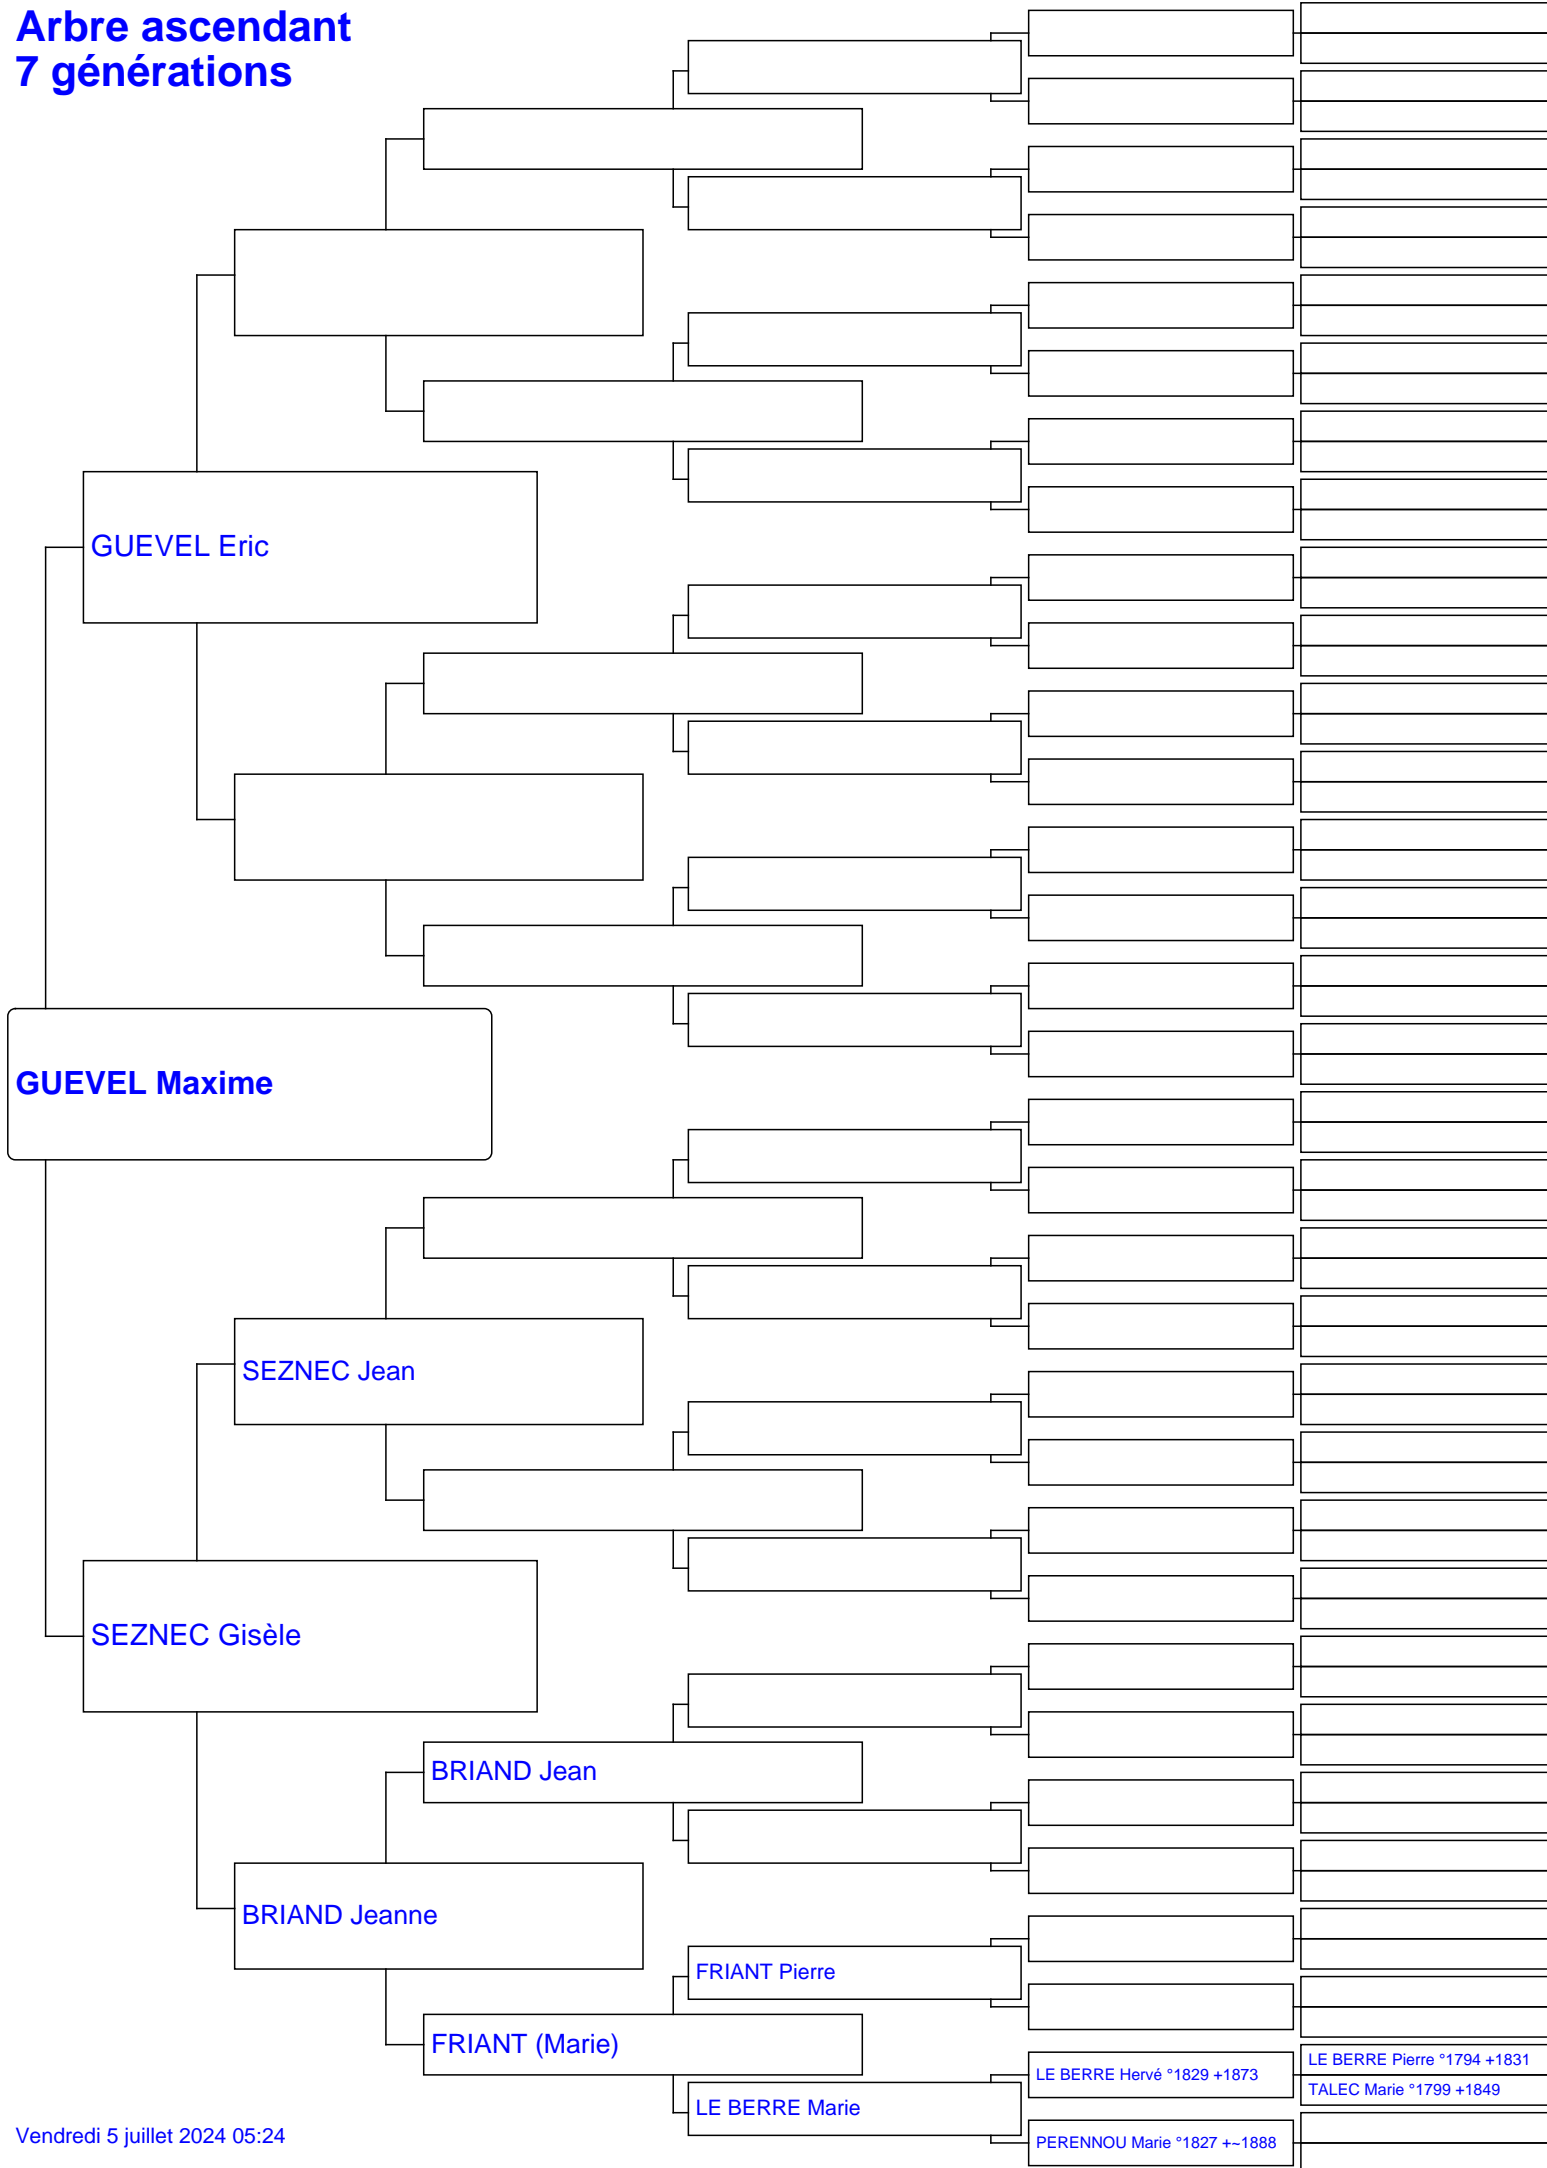 Arbre ascendant
7 générations
GUEVEL Eric
GUEVEL Maxime
SEZNEC Jean
SEZNEC Gisèle
BRIAND Jean
BRIAND Jeanne
FRIANT Pierre
FRIANT (Marie)
LE BERRE Pierre °1794 +1831
LE BERRE Hervé °1829 +1873
TALEC Marie °1799 +1849
LE BERRE Marie
PERENNOU Marie °1827 +~1888
Vendredi 5 juillet 2024 05:24